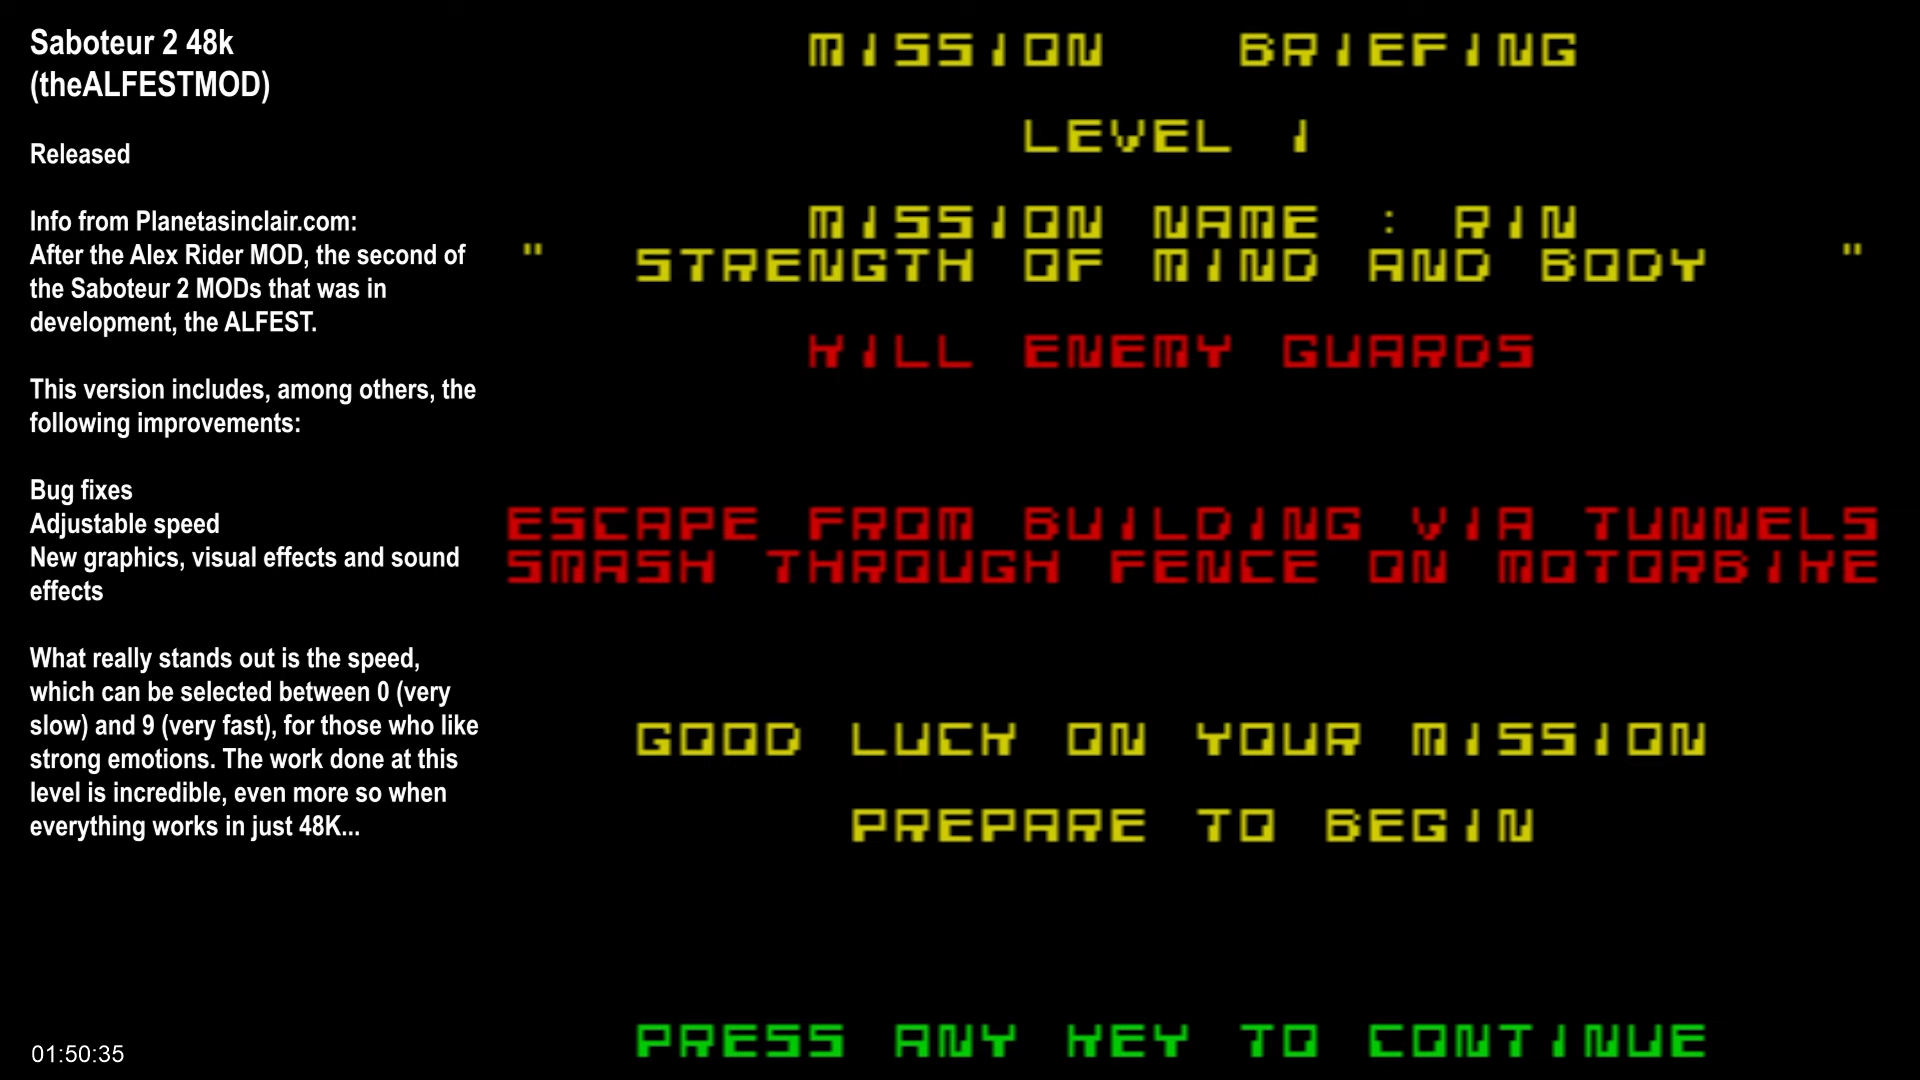 Saboteur 2 48k
(theALFESTMOD)
Released
Info from Planetasinclair.com:
After the Alex Rider MOD, the second of
the Saboteur 2 MODs that was in
development, the ALFEST.
This version includes, among others, the
following improvements:
Bug fixes
Adjustable speed
New graphics, visual effects and sound
effects
What really stands out is the speed,
which can be selected between 0 (very
slow) and 9 (very fast), for those who like
strong emotions. The work done at this
level is incredible, even more so when
everything works in just 48K...
01:50:35
MISSION BRIEFING
LEVEL 1
MISSION NAME : RIN
" STRENGTH OF MIND AND BODY "
KILL ENEMY GUARDS
ESCAPE FROM BUILDING VIA TUNNELS
SMASH THROUGH FENCE ON MOTORBIKE
GOOD LUCK ON YOUR MISSION
PREPARE TO BEGIN
PRESS ANY KEY TO CONTINUE